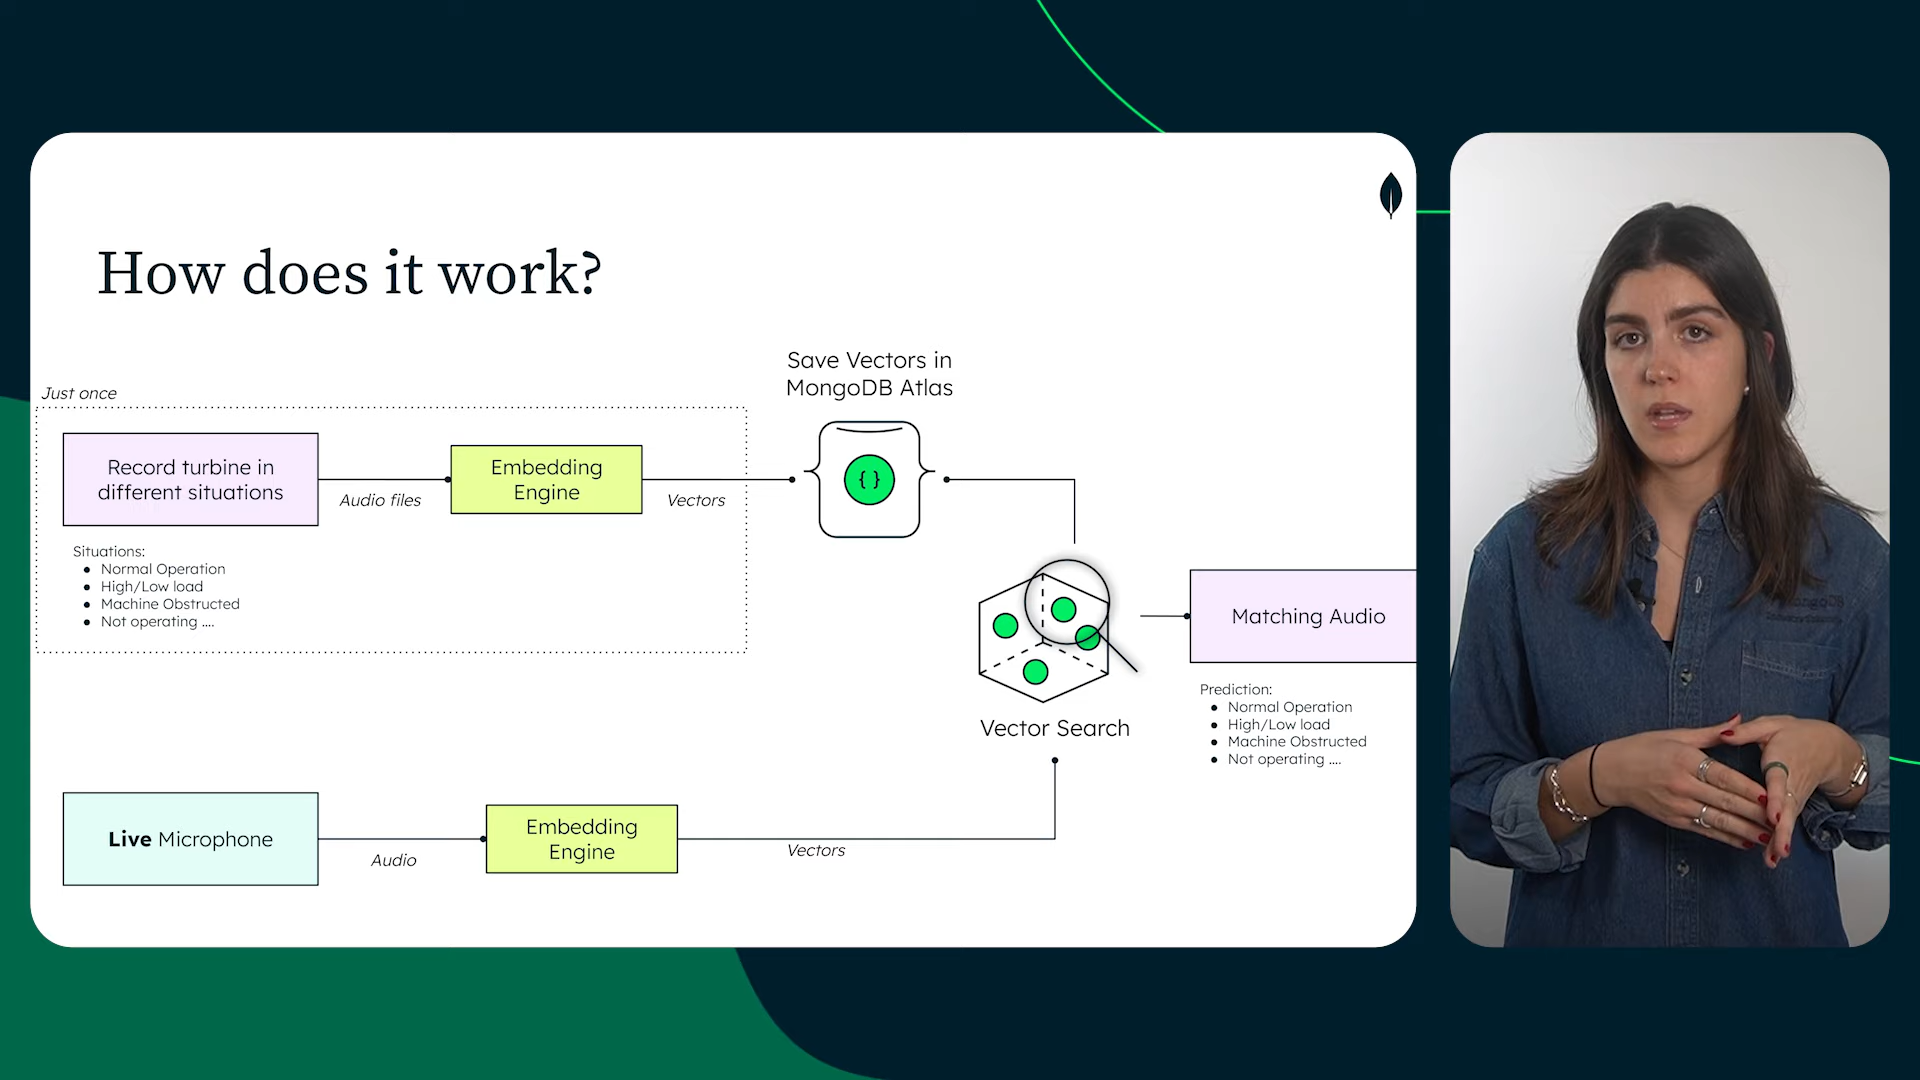 How does it work?
Save Vectors in
MongoDB Atlas
Just once
Record turbine in
different situations
Audio files
Embedding
Engine
Vectors
{ }
Situations:
● Normal Operation
● High/Low load
● Machine Obstructed
● Not operating ....
Vector Search
Matching Audio
Prediction:
● Normal Operation
● High/Low load
● Machine Obstructed
● Not operating ....
Live Microphone
Audio
Embedding
Engine
Vectors
MongoDB